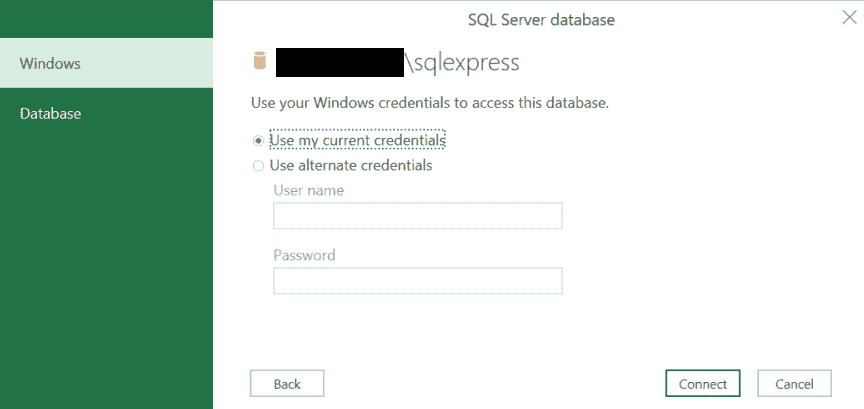 SQL Server database
Windows
Database
\sqlexpress
Use your Windows credentials to access this database.
Use my current credentials
Use alternate credentials
User name
Password
Back
Connect
Cancel